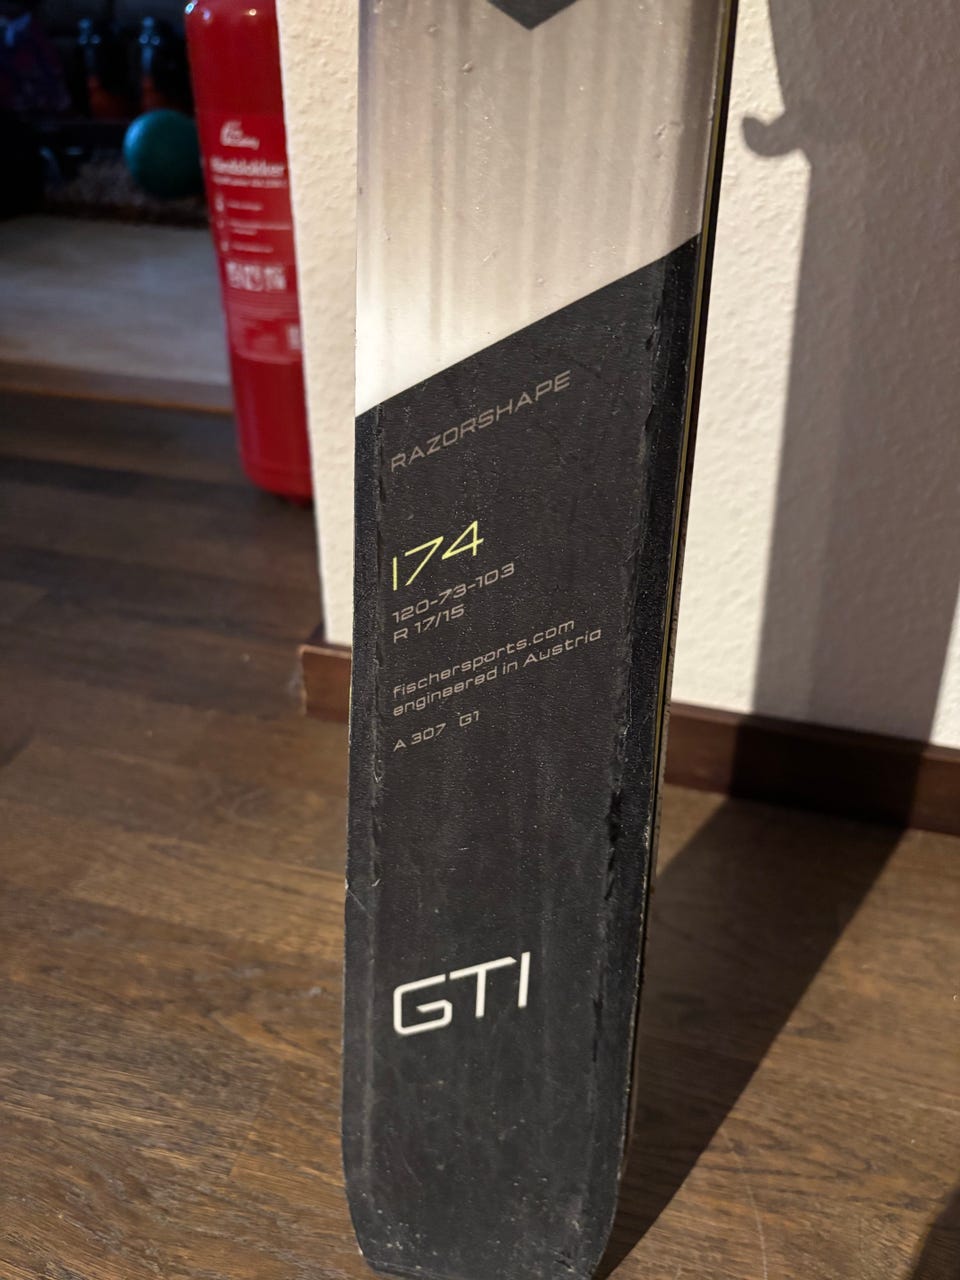 RAZORSHAPE
174
120-73-103
R 17/15
fischersports.com
engineered in Austria
A 307 G1
GTI